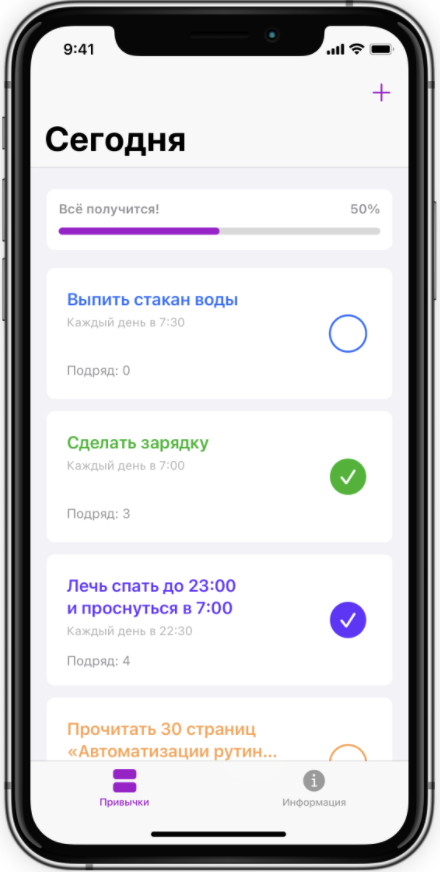 9:41
Сегодня
Всё получится! 50%
Выпить стакан воды
Каждый день в 7:30
Подряд: 0
Сделать зарядку
Каждый день в 7:00
Подряд: 3
Лечь спать до 23:00
и проснуться в 7:00
Каждый день в 22:30
Подряд: 4
Прочитать 30 страниц
«Автоматизации рутин...
Привычки Информация